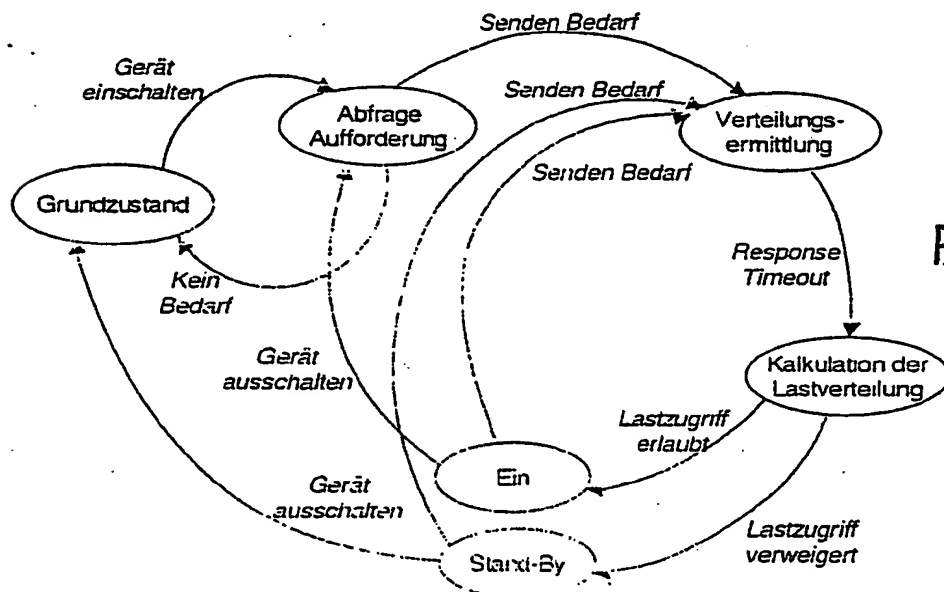 Senden Bedarf
Gerät
einschalten
Abfrage
Aufforderung
Senden Bedarf
Verteilungs-
ermittlung
Senden Bedarf
Grundzustand
Kein
Bedarf
Response
Timeout
Gerät
ausschalten
Kalkulation der
Lastverteilung
Lastzugriff
erlaubt
Ein
Gerät
ausschalten
Stand-By
Lastzugriff
verweigert